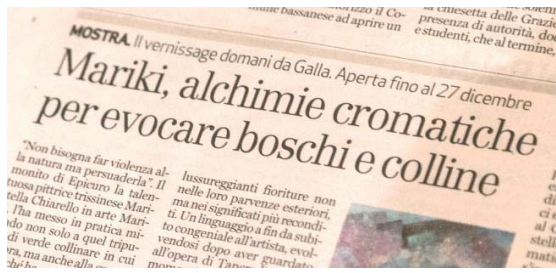 bassanese ad aprire un
la chiesetta delle Grazie
presenza di autorità,
e studenti, che al termine,
MOSTRA. Il vernissage domani da Galla. Aperta fino al 27 dicembre
Mariki, alchimie cromatiche
per evocare boschi e colline
"Non bisogna far violenza al-
la natura ma persuaderla". Il
monito di Epicuro la talen-
tuosa pittrice trissinese Mari-
tella Chiarello in arte Mari-
l'ha messo in pratica mi-
do non solo a quel tripu-
di verde collinare in cui
ora, ma anche alla
lussureggianti fioriture non
nelle loro parvenze esteriori,
ma nei significati più recondi-
ti. Un linguaggio a fin da subi-
to congeniale all'artista, evol-
vendosi dopo aver guardato
all'opera di